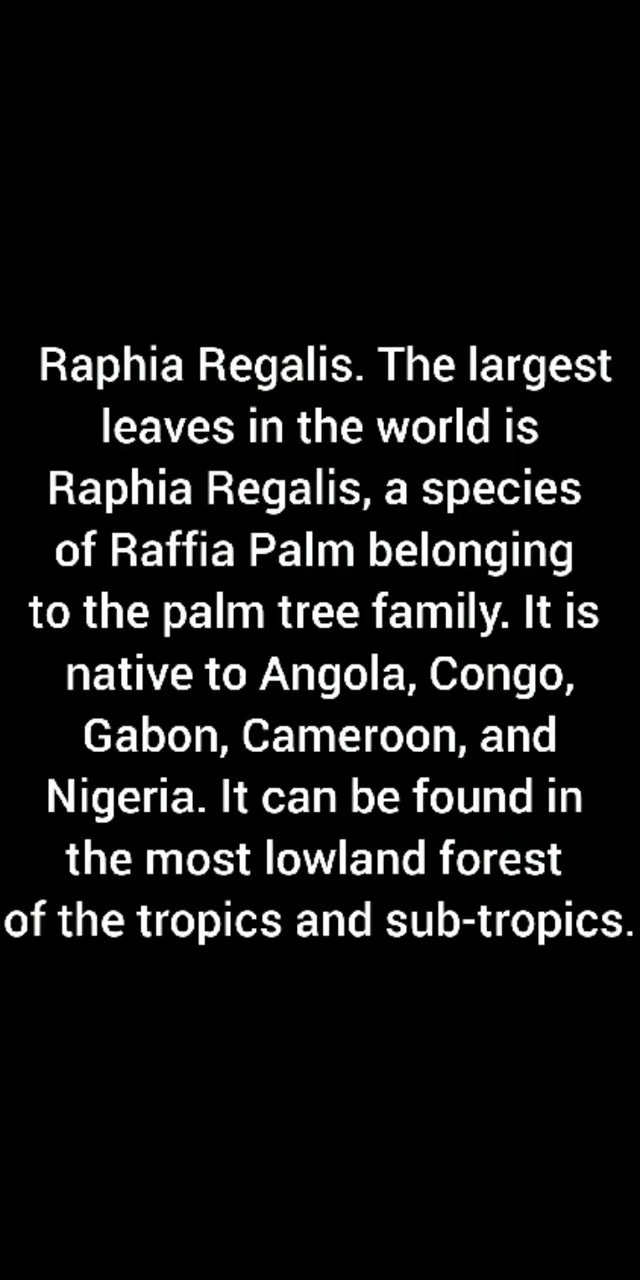 Raphia Regalis. The largest
leaves in the world is
Raphia Regalis, a species
of Raffia Palm belonging
to the palm tree family. It is
native to Angola, Congo,
Gabon, Cameroon, and
Nigeria. It can be found in
the most lowland forest
of the tropics and sub-tropics.